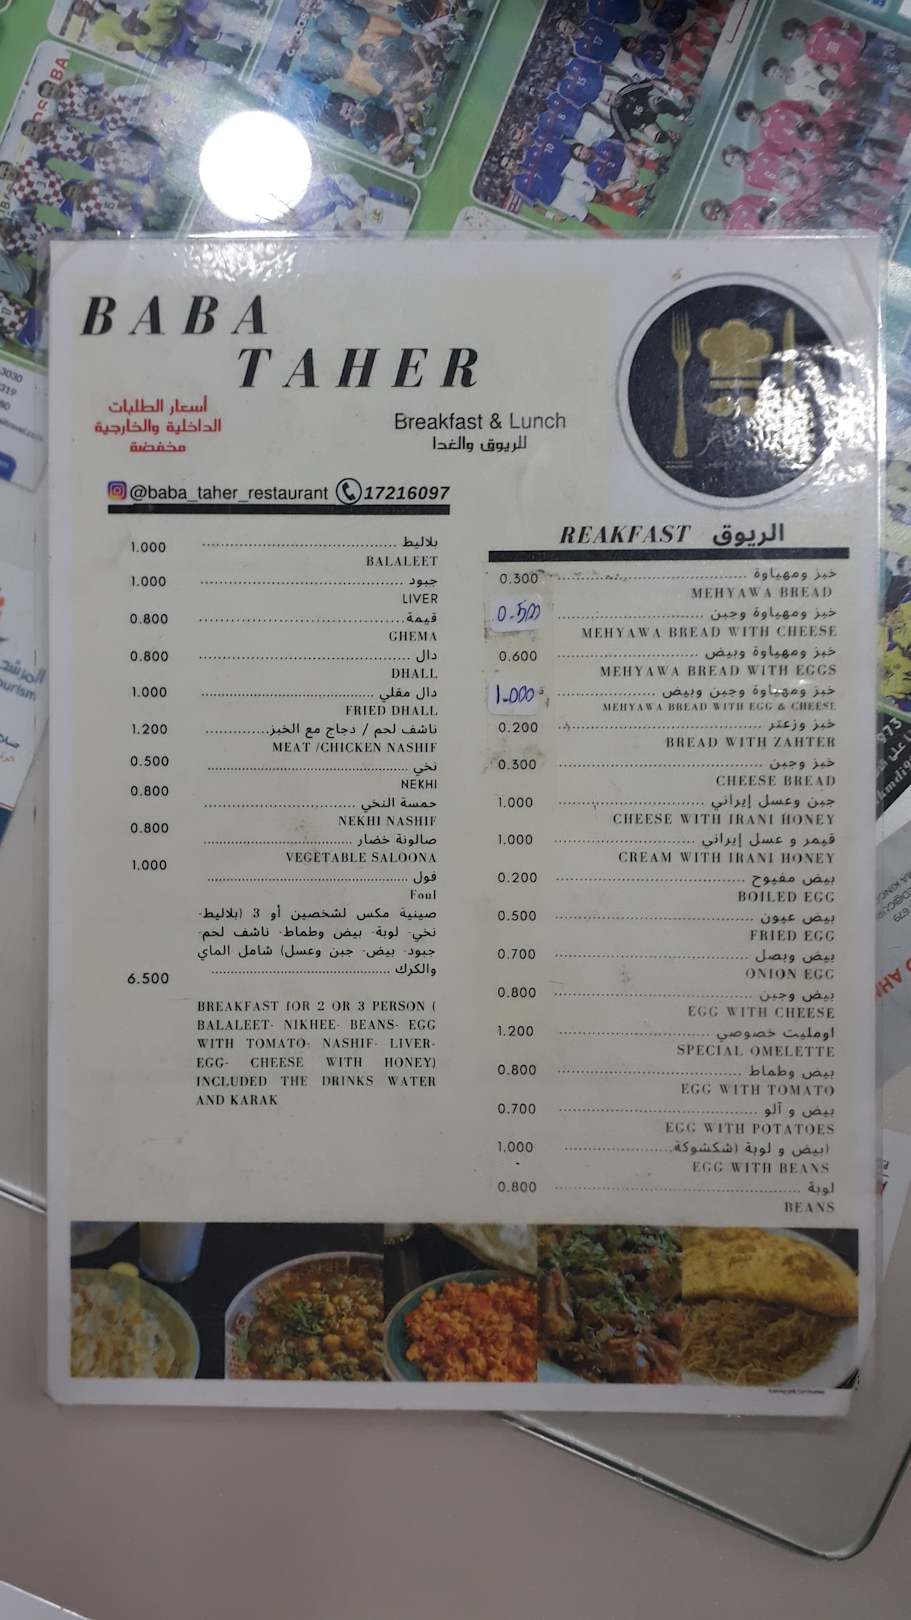 BABA
TAHER
أسعار الطلبات
الداخلية والخارجية
مخفضة
Breakfast & Lunch
للريوق والغدا
@baba_taher_restaurant 17216097
1.000 بلاليط
BALALEET
1.000 جبود
LIVER
0.800 قيمة
GHEMA
0.800 دال
DHALL
1.000 دال مقلي
FRIED DHALL
1.200 ناشف لحم / دجاج مع الخبز
MEAT /CHICKEN NASHIF
0.500 نخي
NEKHI
0.800 حمسة النخي
NEKHI NASHIF
0.800 صالونة خضار
VEGETABLE SALOONA
1.000 فول
Foul
صينية مكس لشخصين أو 3 (بلاليط-
نخي- لوبة- بيض وطماط- ناشف لحم-
جبود- بيض- جبن وعسل) شامل الماي
6.500 والكرك
BREAKFAST FOR 2 OR 3 PERSON (
BALALEET- NIKHEE- BEANS- EGG
WITH TOMATO- NASHIF- LIVER-
EGG- CHEESE WITH HONEY)
INCLUDED THE DRINKS WATER
AND KARAK
REAKFAST الريوق
0.300 خبز ومهياوة
MEHYAWA BREAD
0.500 خبز ومهياوة وجبن
MEHYAWA BREAD WITH CHEESE
0.600 خبز ومهياوة وبيض
MEHYAWA BREAD WITH EGGS
1.000 خبز ومهياوة وجبن وبيض
MEHYAWA BREAD WITH EGG & CHEESE
0.200 خبز وزعتر
BREAD WITH ZAHTER
0.300 خبز وجبن
CHEESE BREAD
1.000 جبن وعسل إيراني
CHEESE WITH IRANI HONEY
1.000 قيمر و عسل إيراني
CREAM WITH IRANI HONEY
0.200 بيض مفيوح
BOILED EGG
0.500 بيض عيون
FRIED EGG
0.700 بيض وبصل
ONION EGG
0.800 بيض وجبن
EGG WITH CHEESE
1.200 اومليت خصوصي
SPECIAL OMELETTE
0.800 بيض وطماط
EGG WITH TOMATO
0.700 بيض و آلو
EGG WITH POTATOES
1.000 (بيض و لوبة (شكشوكة
EGG WITH BEANS
0.800 لوبة
BEANS